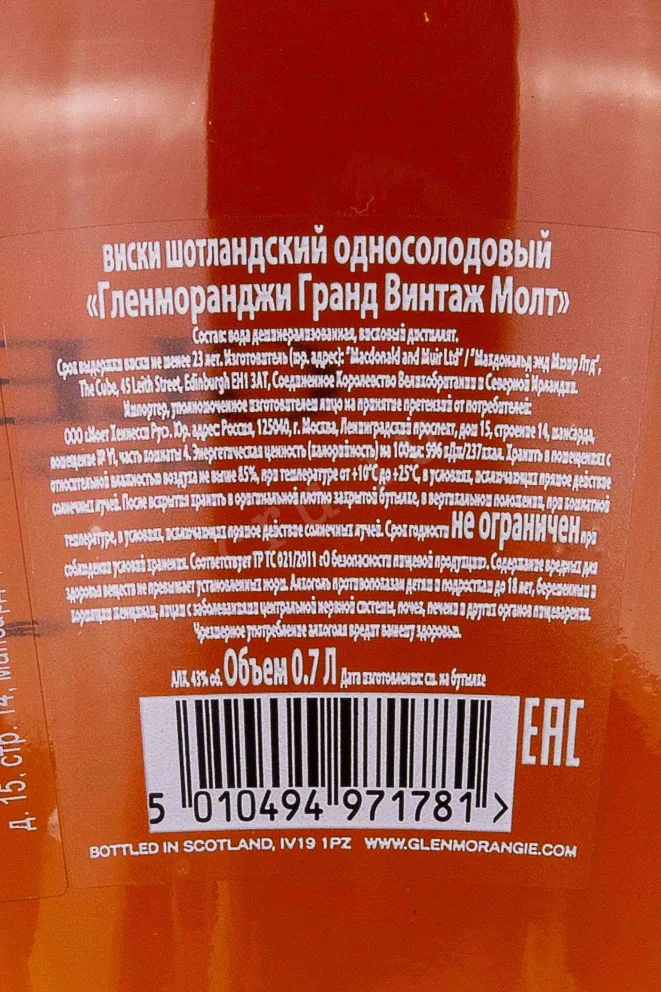 виски шотландский односолодовый
«Гленморанджи Гранд Винтаж Молт»
Состав: вода деминерализованная, висковый дистиллят.
Срок выдержки виски не менее 23 лет. Изготовитель (юр. адрес): "Macdonald and Muir Ltd" / "Макдональд энд Мюир Лтд",
The Cube, 45 Leith Street, Edinburgh EH1 3AT, Соединенное Королевство Великобритании и Северной Ирландии.
Импортер, уполномоченное изготовителем лицо на принятие претензий от потребителей:
ООО «Моет Хеннесси Рус». Юр. адрес: Россия, 125040, г. Москва, Ленинградский проспект, дом 15, строение 14, мансарда,
помещение № VI, часть комнаты 4. Энергетическая ценность (калорийность) на 100мл: 996 кДж/237ккал. Хранить в помещениях с
относительной влажностью воздуха не выше 85%, при температуре от +10°С до +25°С, в условиях, исключающих прямое действие
солнечных лучей. После вскрытия хранить в оригинальной плотно закрытой бутылке, в вертикальном положении, при комнатной
температуре, в условиях, исключающих прямое действие солнечных лучей. Срок годности не ограничен при
соблюдении условий хранения. Соответствует ТР ТС 021/2011 «О безопасности пищевой продукции». Содержание вредных для
здоровья веществ не превышает установленных норм. Алкоголь противопоказан детям и подросткам до 18 лет, беременным и
кормящим женщинам, лицам с заболеваниями центральной нервной системы, почек, печени и других органов пищеварения.
Чрезмерное употребление алкоголя вредит вашему здоровью.
Алк. 43% об. Объем 0.7 Л Дата изготовления: см. на бутылке
EAC
5 010494 971781 >
BOTTLED IN SCOTLAND, IV19 1PZ WWW.GLENMORANGIE.COM
д. 15, стр. 14,